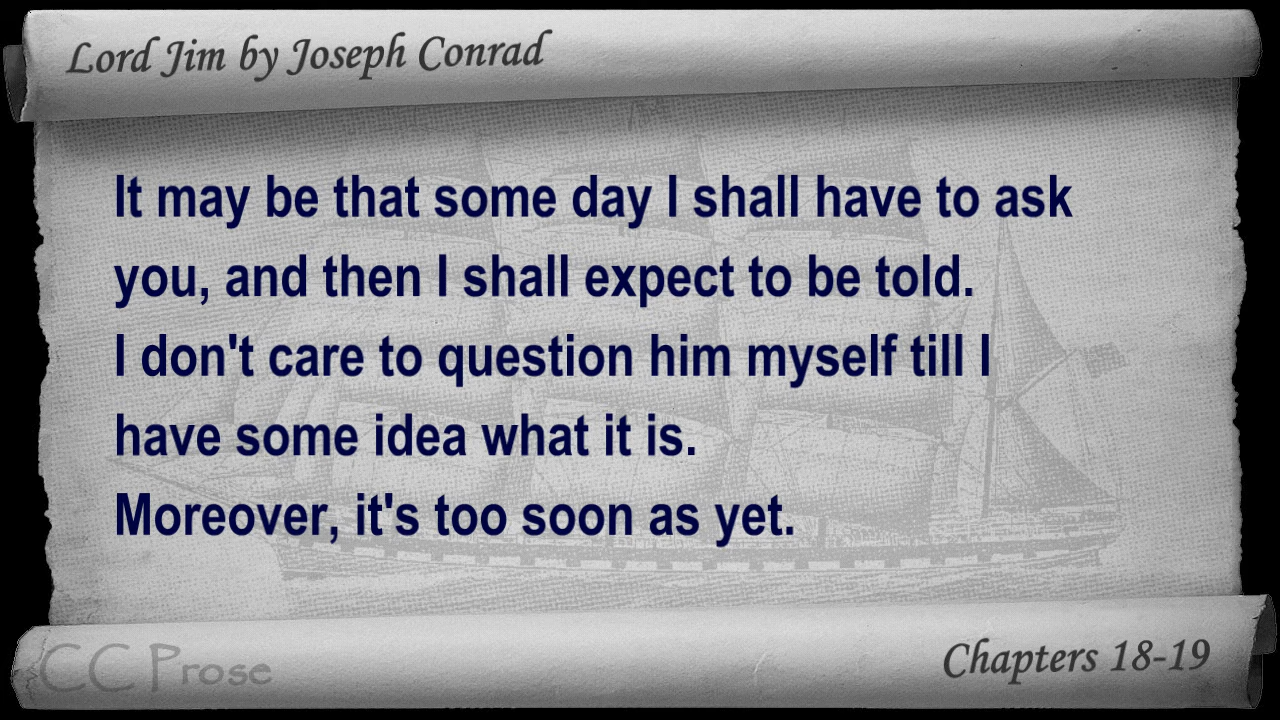 Lord Jim by Joseph Conrad
It may be that some day I shall have to ask
you, and then I shall expect to be told.
I don't care to question him myself till I
have some idea what it is.
Moreover, it's too soon as yet.
CC Prose
Chapters 18-19